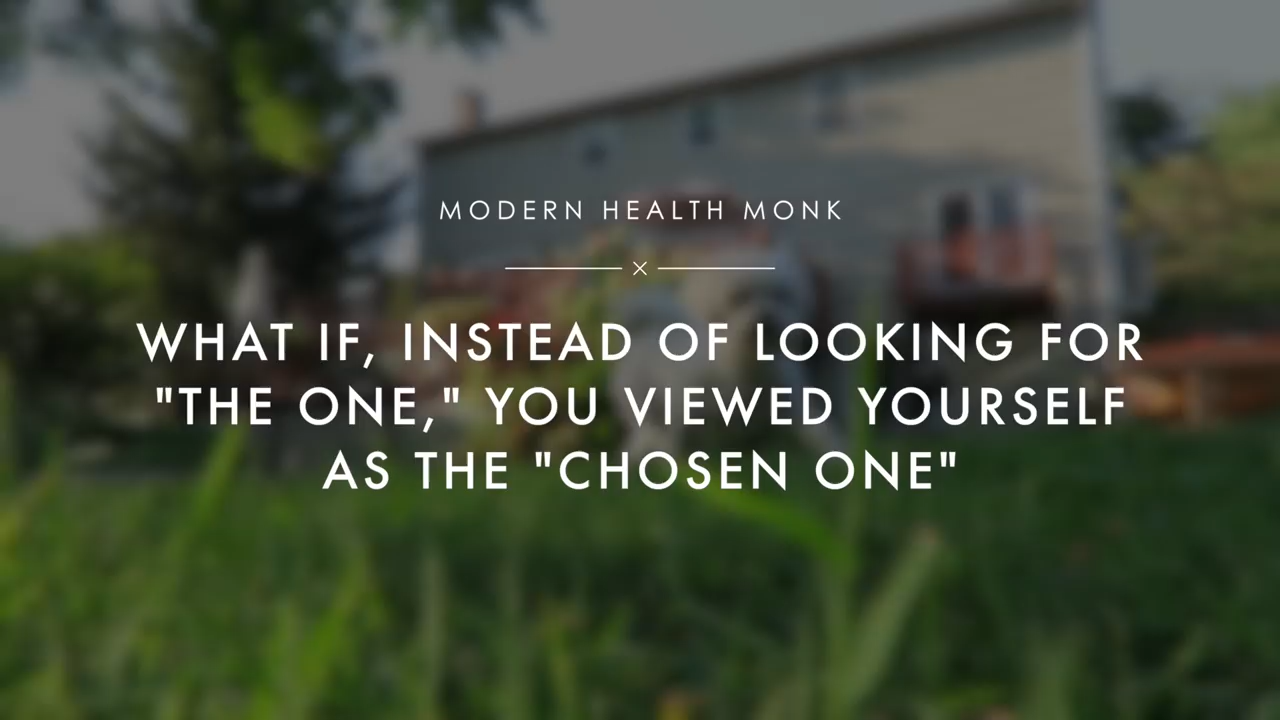 MODERN HEALTH MONK
WHAT IF, INSTEAD OF LOOKING FOR
"THE ONE," YOU VIEWED YOURSELF
AS THE "CHOSEN ONE"